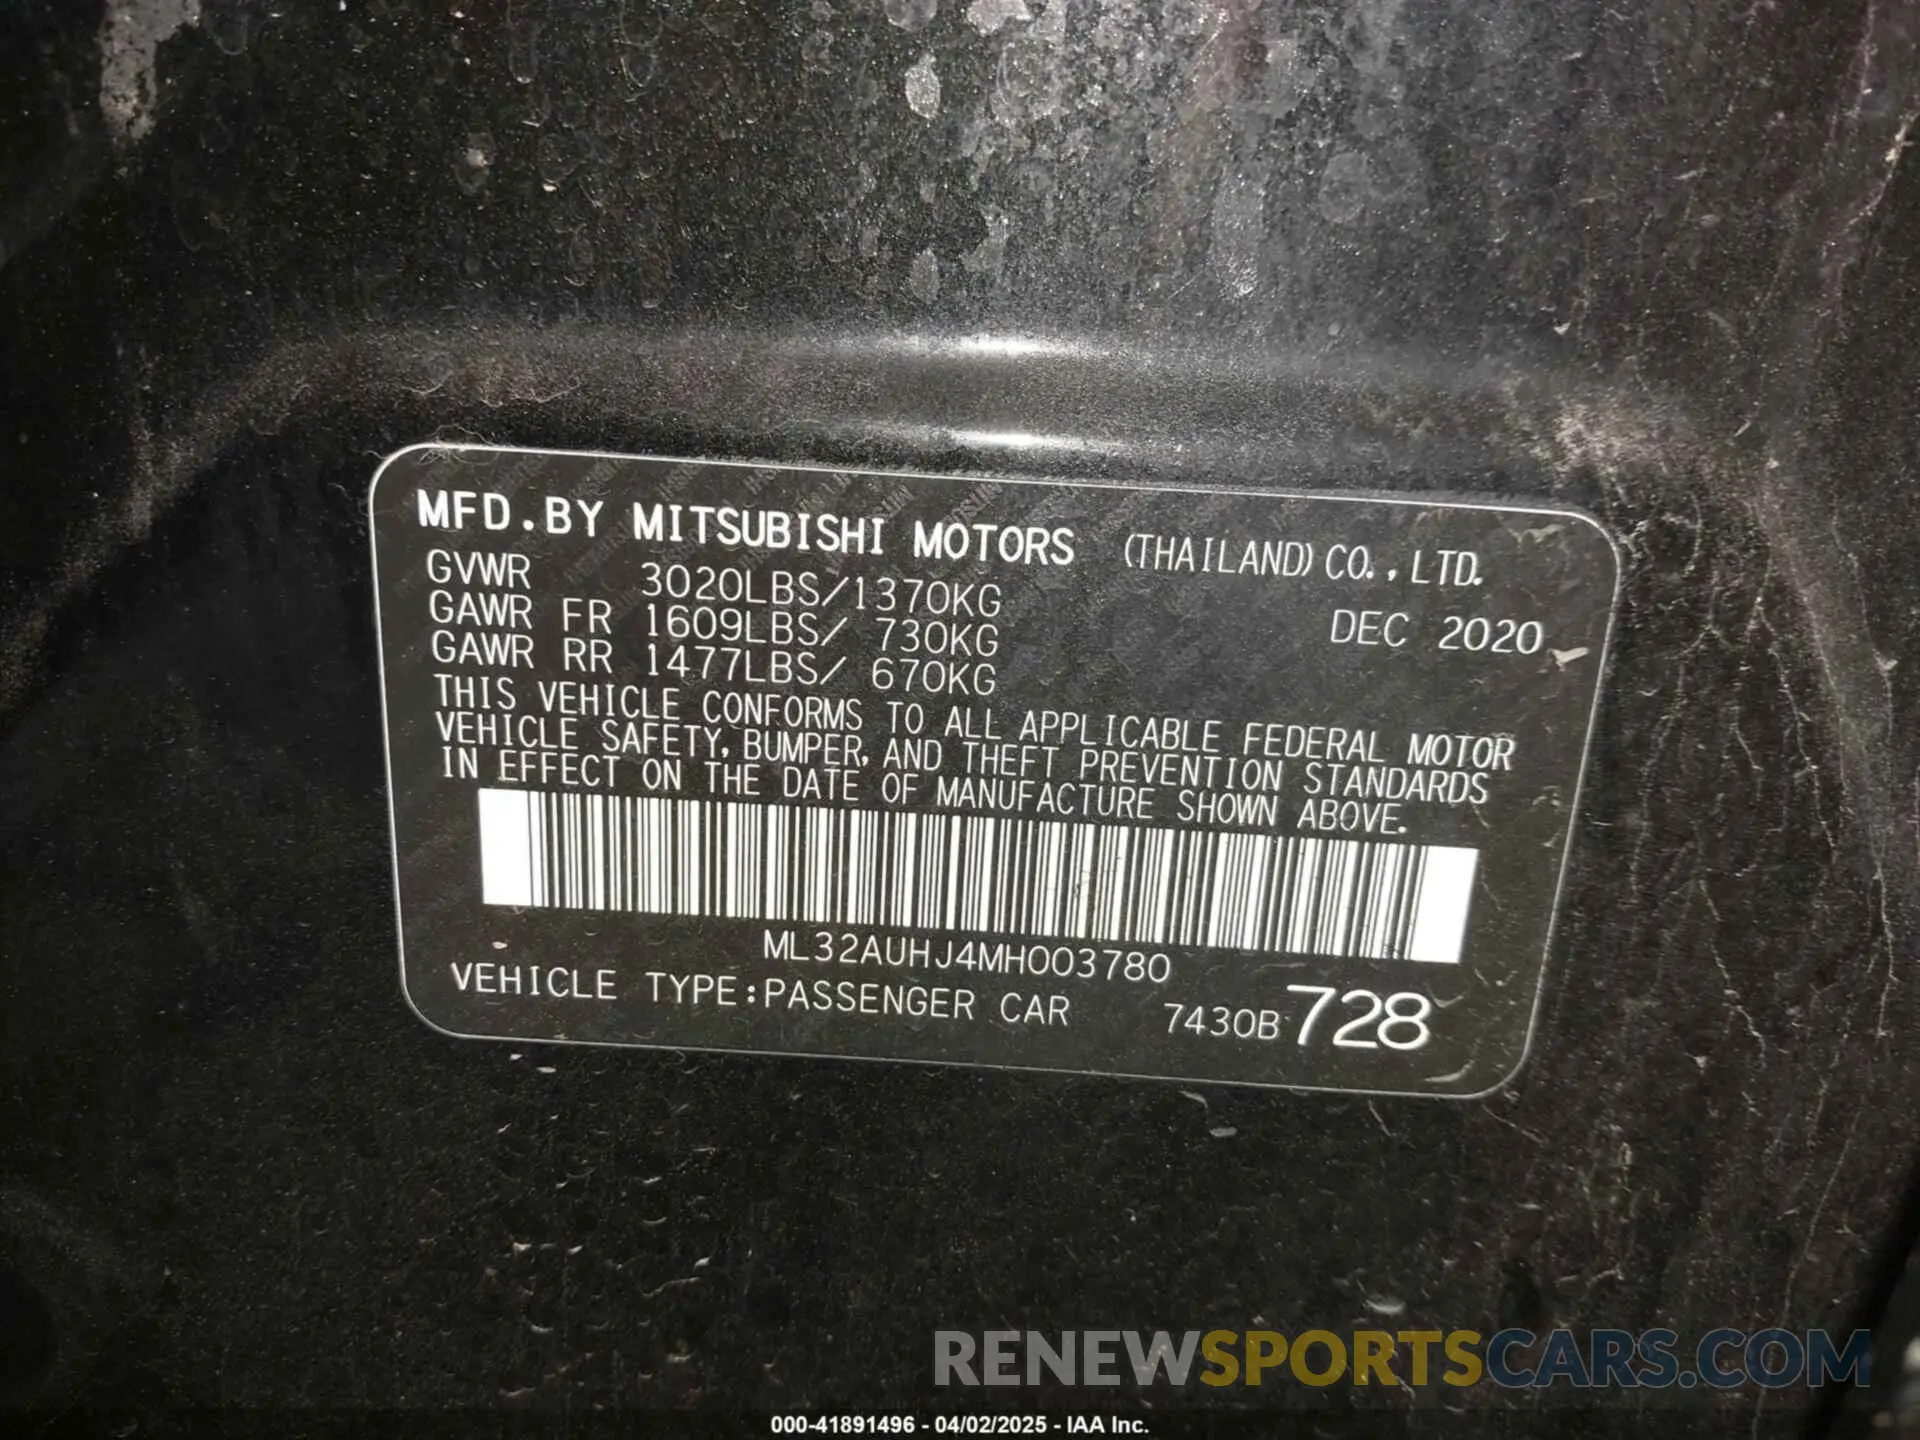 MFD.BY MITSUBISHI MOTORS (THAILAND) CO.,LTD.
GVWR 3020LBS/1370KG
GAWR FR 1609LBS/ 730KG DEC 2020
GAWR RR 1477LBS/ 670KG
THIS VEHICLE CONFORMS TO ALL APPLICABLE FEDERAL MOTOR
VEHICLE SAFETY, BUMPER, AND THEFT PREVENTION STANDARDS
IN EFFECT ON THE DATE OF MANUFACTURE SHOWN ABOVE.
ML32AUHJ4MH003780
VEHICLE TYPE:PASSENGER CAR 7430B728
RENEWSPORTSCARS.COM
000-41891496 - 04/02/2025 - IAA Inc.